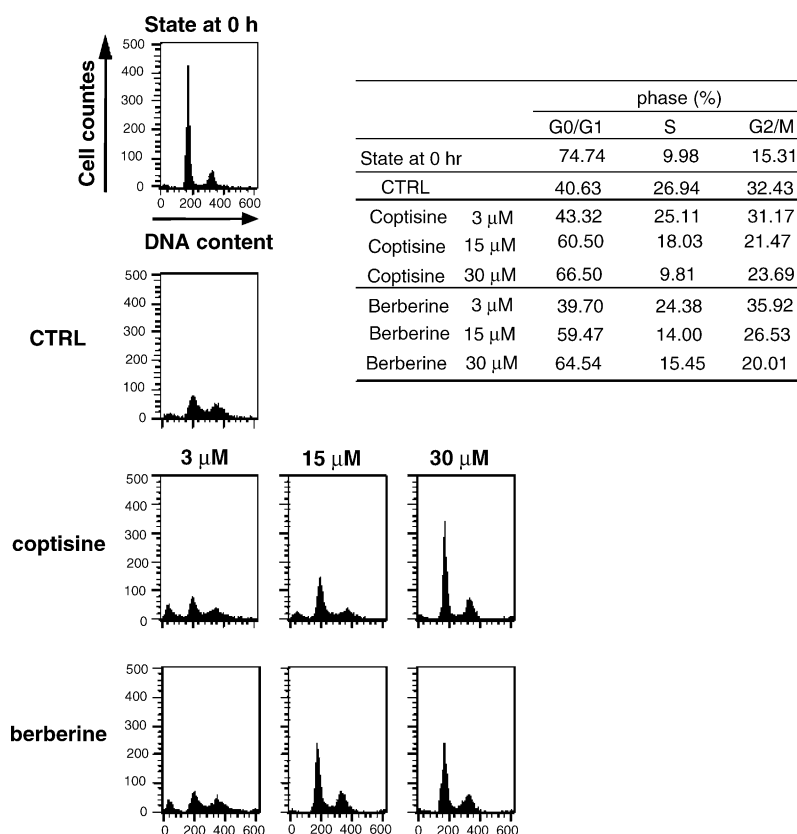 State at 0 h
Cell countes
500
400
300
200
100
0
0 200 400 600
DNA content
phase (%)
G0/G1 S G2/M
State at 0 hr 74.74 9.98 15.31
CTRL 40.63 26.94 32.43
Coptisine 3 μM 43.32 25.11 31.17
Coptisine 15 μM 60.50 18.03 21.47
Coptisine 30 μM 66.50 9.81 23.69
Berberine 3 μM 39.70 24.38 35.92
Berberine 15 μM 59.47 14.00 26.53
Berberine 30 μM 64.54 15.45 20.01
CTRL
500
400
300
200
100
0
3 μM 15 μM 30 μM
coptisine
500
400
300
200
100
0
berberine
500
400
300
200
100
0
0 200 400 600 0 200 400 600 0 200 400 600